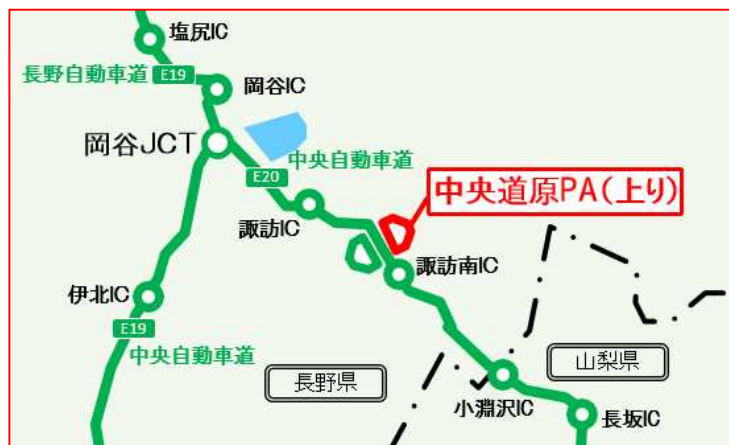 塩尻IC
長野自動車道 E19
岡谷IC
岡谷JCT
中央自動車道
E20
中央道原PA(上り)
諏訪IC
諏訪南IC
伊北IC
E19
中央自動車道
長野県
山梨県
小淵沢IC
長坂IC